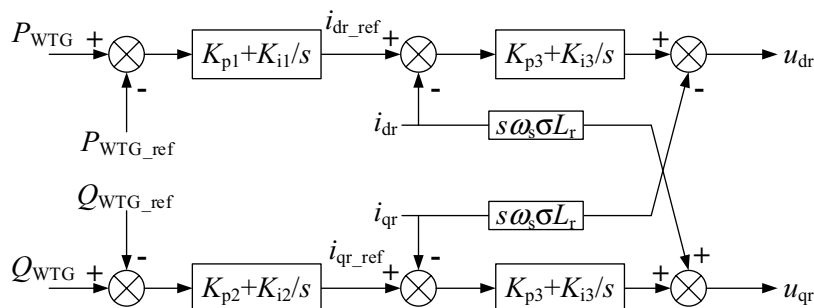 P_WTG + K_p1+K_i1/s i_dr_ref + K_p3+K_i3/s + u_dr
- - -
P_WTG_ref i_dr sω_sσL_r
Q_WTG_ref i_qr sω_sσL_r
- - +
Q_WTG + K_p2+K_i2/s i_qr_ref + K_p3+K_i3/s + u_qr